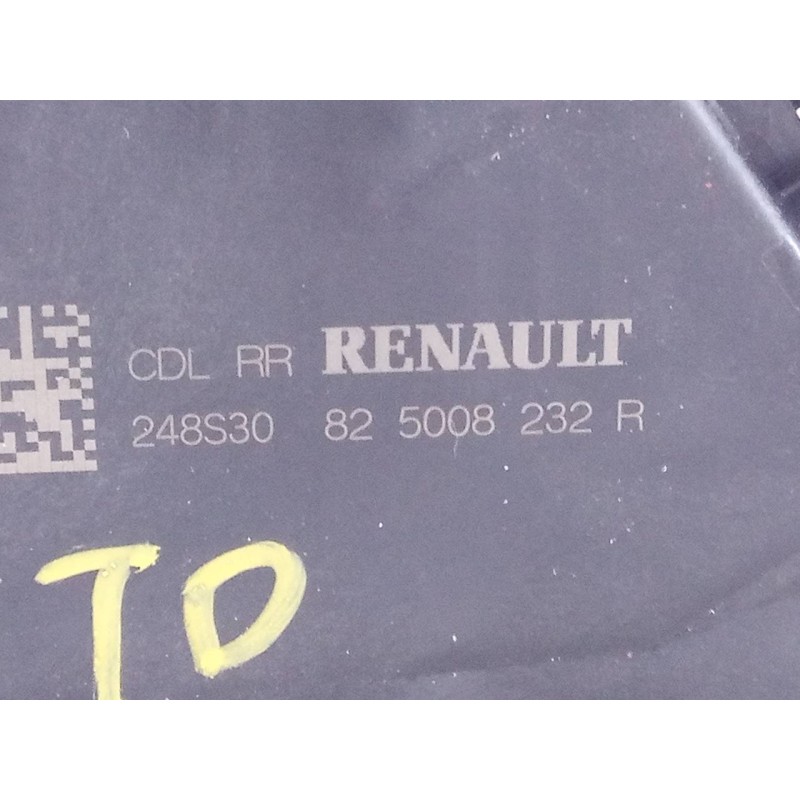 CDL RR RENAULT
248S30 82 5008 232 R
TD